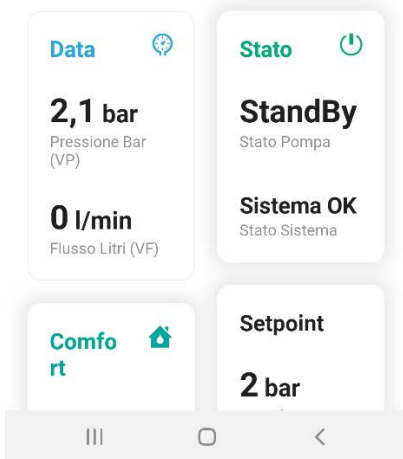 Data
2,1 bar
Pressione Bar
(VP)
0 l/min
Flusso Litri (VF)
Stato
StandBy
Stato Pompa
Sistema OK
Stato Sistema
Comfo
rt
Setpoint
2 bar